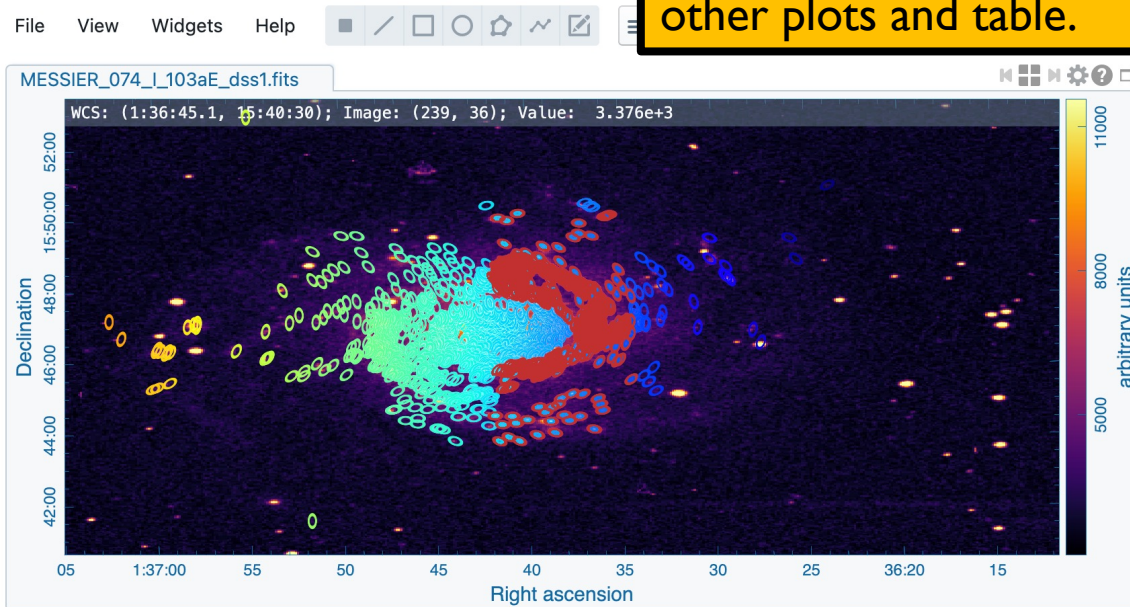 other plots and table.
File View Widgets Help
MESSIER_074_I_103aE_dss1.fits
WCS: (1:36:45.1, 15:40:30); Image: (239, 36); Value: 3.376e+3
52:00
15:50:00
48:00
46:00
44:00
42:00
Declination
05 1:37:00 55 50 45 40 35 30 25 36:20 15
Right ascension
11000
8000
5000
arbitrary units